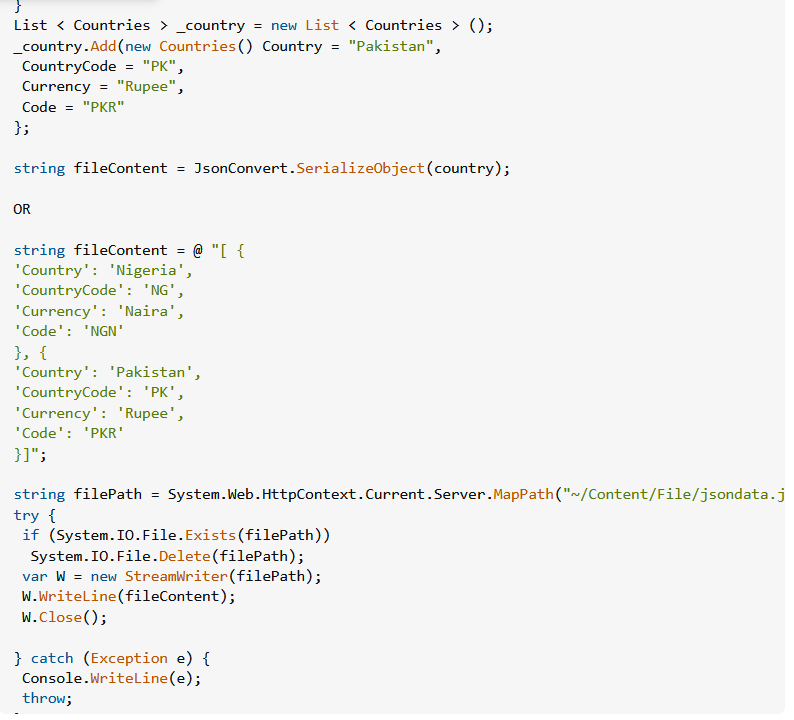 }
List < Countries > _country = new List < Countries > ();
_country.Add(new Countries() Country = "Pakistan",
 CountryCode = "PK",
 Currency = "Rupee",
 Code = "PKR"
};

string fileContent = JsonConvert.SerializeObject(country);

OR

string fileContent = @ "[ {
'Country': 'Nigeria',
'CountryCode': 'NG',
'Currency': 'Naira',
'Code': 'NGN'
}, {
'Country': 'Pakistan',
'CountryCode': 'PK',
'Currency': 'Rupee',
'Code': 'PKR'
}]";

string filePath = System.Web.HttpContext.Current.Server.MapPath("~/Content/File/jsondata.j
try {
 if (System.IO.File.Exists(filePath))
  System.IO.File.Delete(filePath);
 var W = new StreamWriter(filePath);
 W.WriteLine(fileContent);
 W.Close();

} catch (Exception e) {
 Console.WriteLine(e);
 throw;